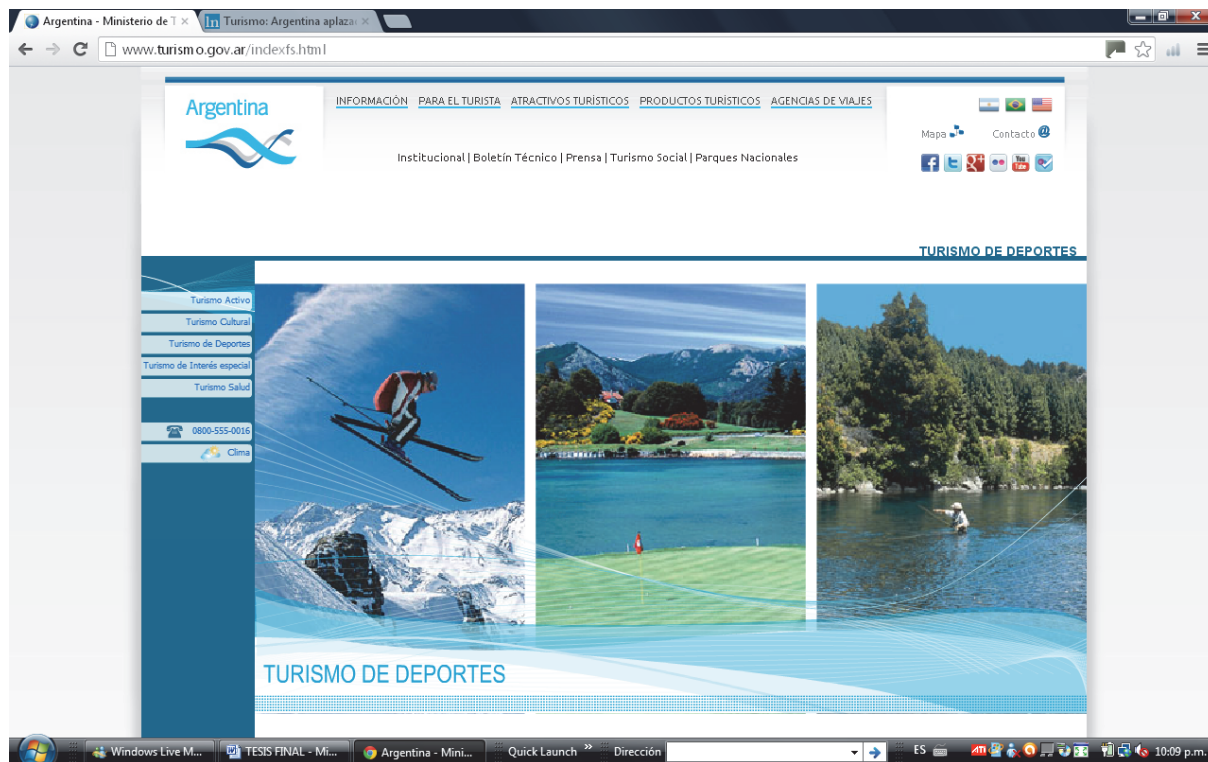 Argentina - Ministerio de T
Turismo: Argentina aplaza
www.turismo.gov.ar/indexfs.html
Argentina
INFORMACIÓN PARA EL TURISTA ATRACTIVOS TURÍSTICOS PRODUCTOS TURÍSTICOS AGENCIAS DE VIAJES
Mapa Contacto
Institucional | Boletín Técnico | Prensa | Turismo Social | Parques Nacionales
TURISMO DE DEPORTES
Turismo Activo
Turismo Cultural
Turismo de Deportes
Turismo de Interés especial
Turismo Salud
0800-555-0016
Clima
TURISMO DE DEPORTES
Windows Live M... TESIS FINAL - Mi... Argentina - Mini... Quick Launch » Dirección ES ATI 10:09 p.m.